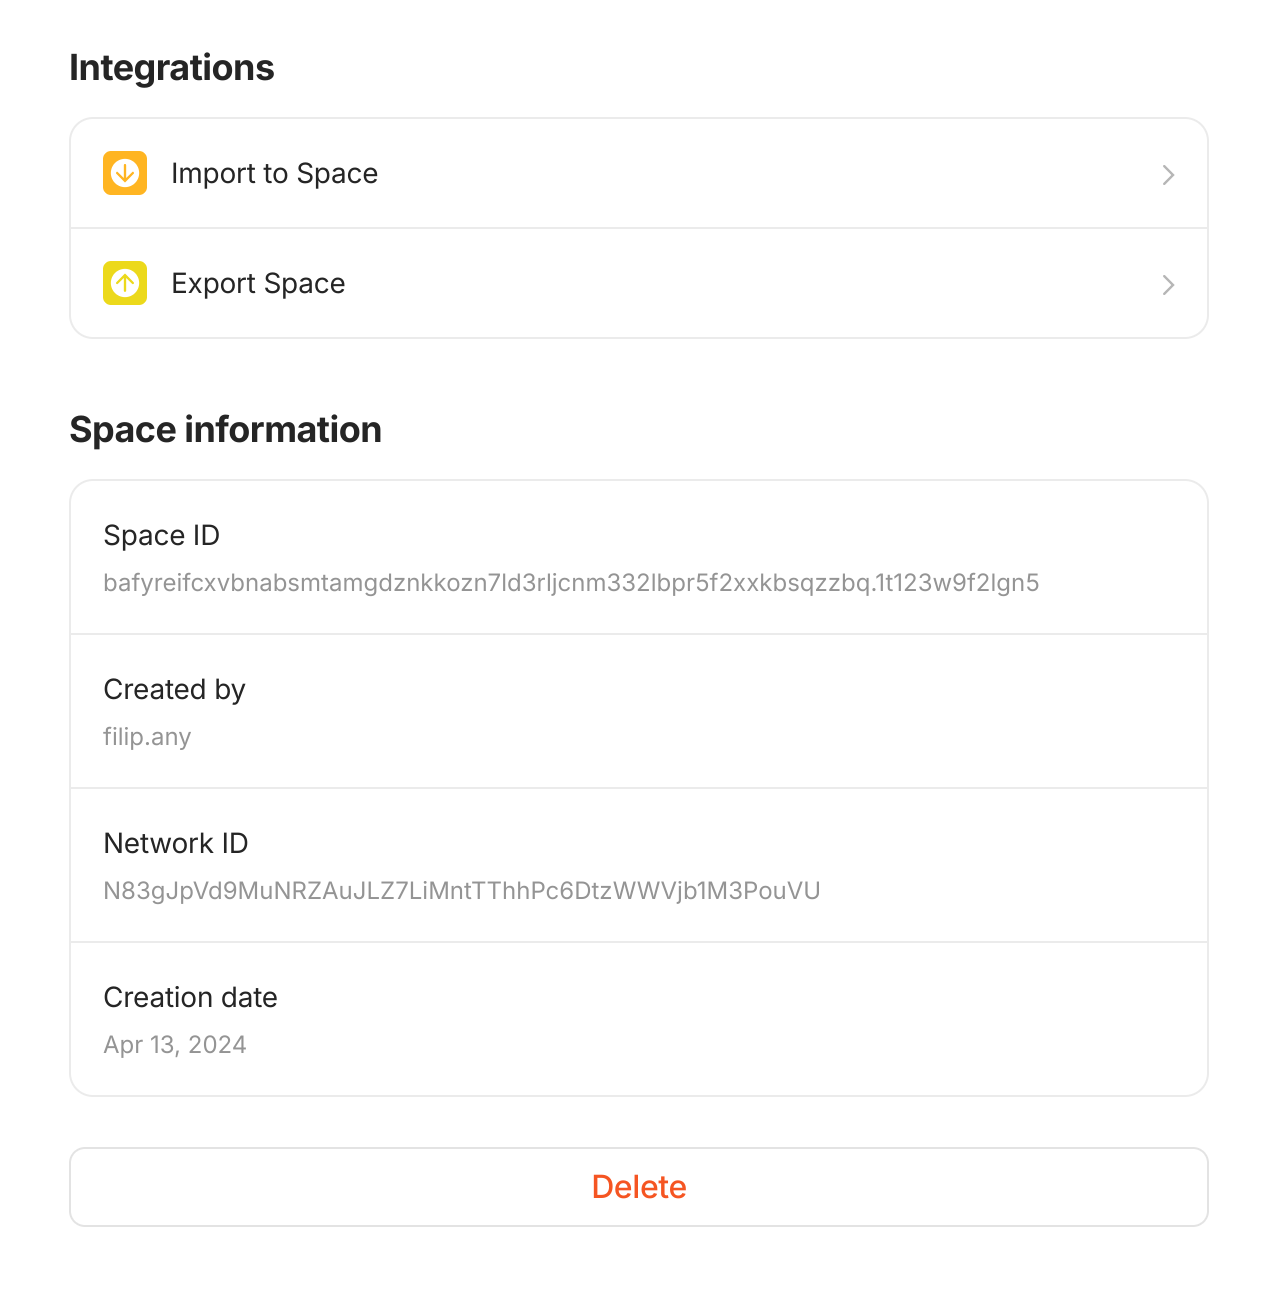 Integrations
Import to Space
Export Space
Space information
Space ID
bafyreifcxvbnabsmtamgdznkkozn7ld3rljcnm332lbpr5f2xxkbsqzzbq.1t123w9f2lgn5
Created by
filip.any
Network ID
N83gJpVd9MuNRZAuJLZ7LiMntTThhPc6DtzWWVjb1M3PouVU
Creation date
Apr 13, 2024
Delete